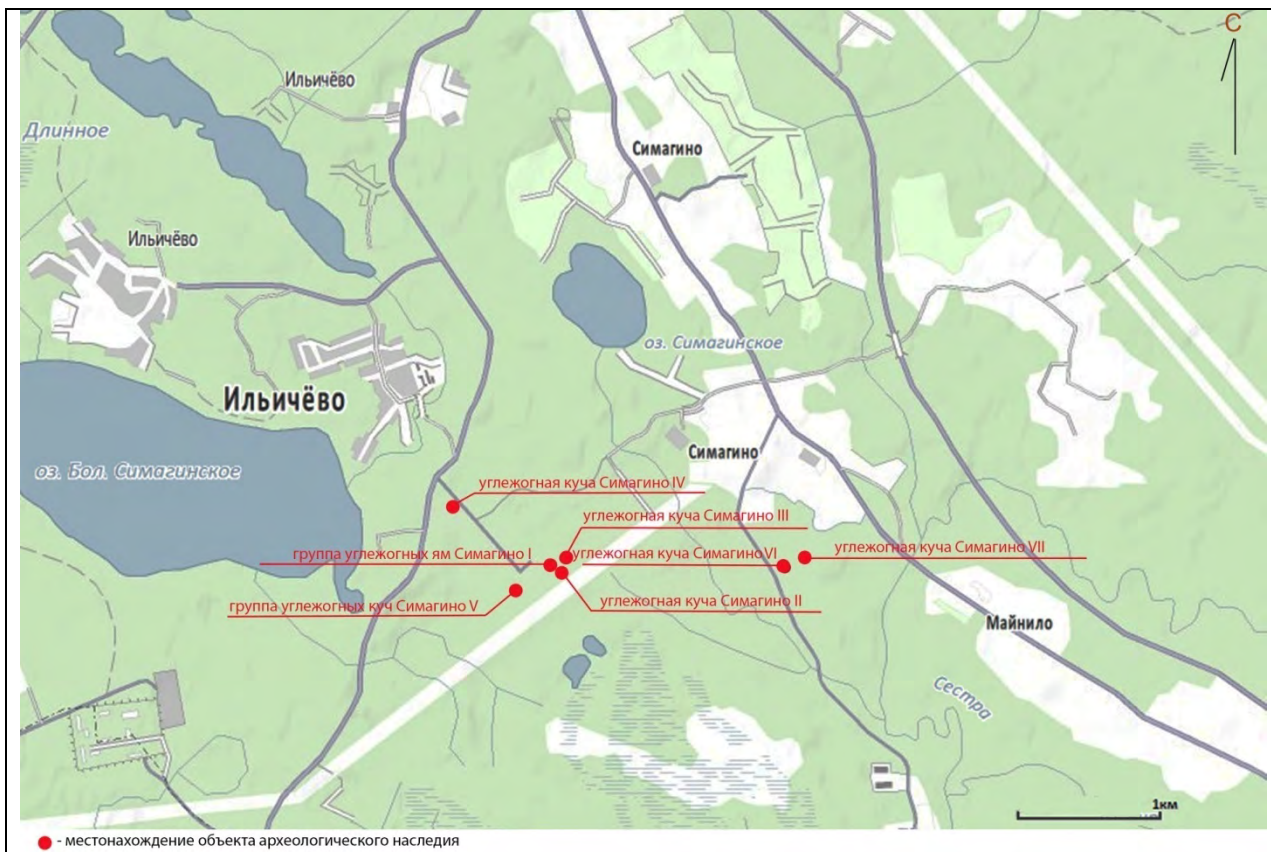 С
Ильичёво
Длинное
Симагино
Ильичёво
оз. Симагинское
Ильичёво
Симагино
оз. Бол. Симагинское
углежогная куча Симагино IV
углежогная куча Симагино III
группа углежогных ям Симагино I
углежогная куча Симагино VI
углежогная куча Симагино VII
группа углежогных куч Симагино V
углежогная куча Симагино II
Майнило
Сестра
1км
- местонахождение объекта археологического наследия